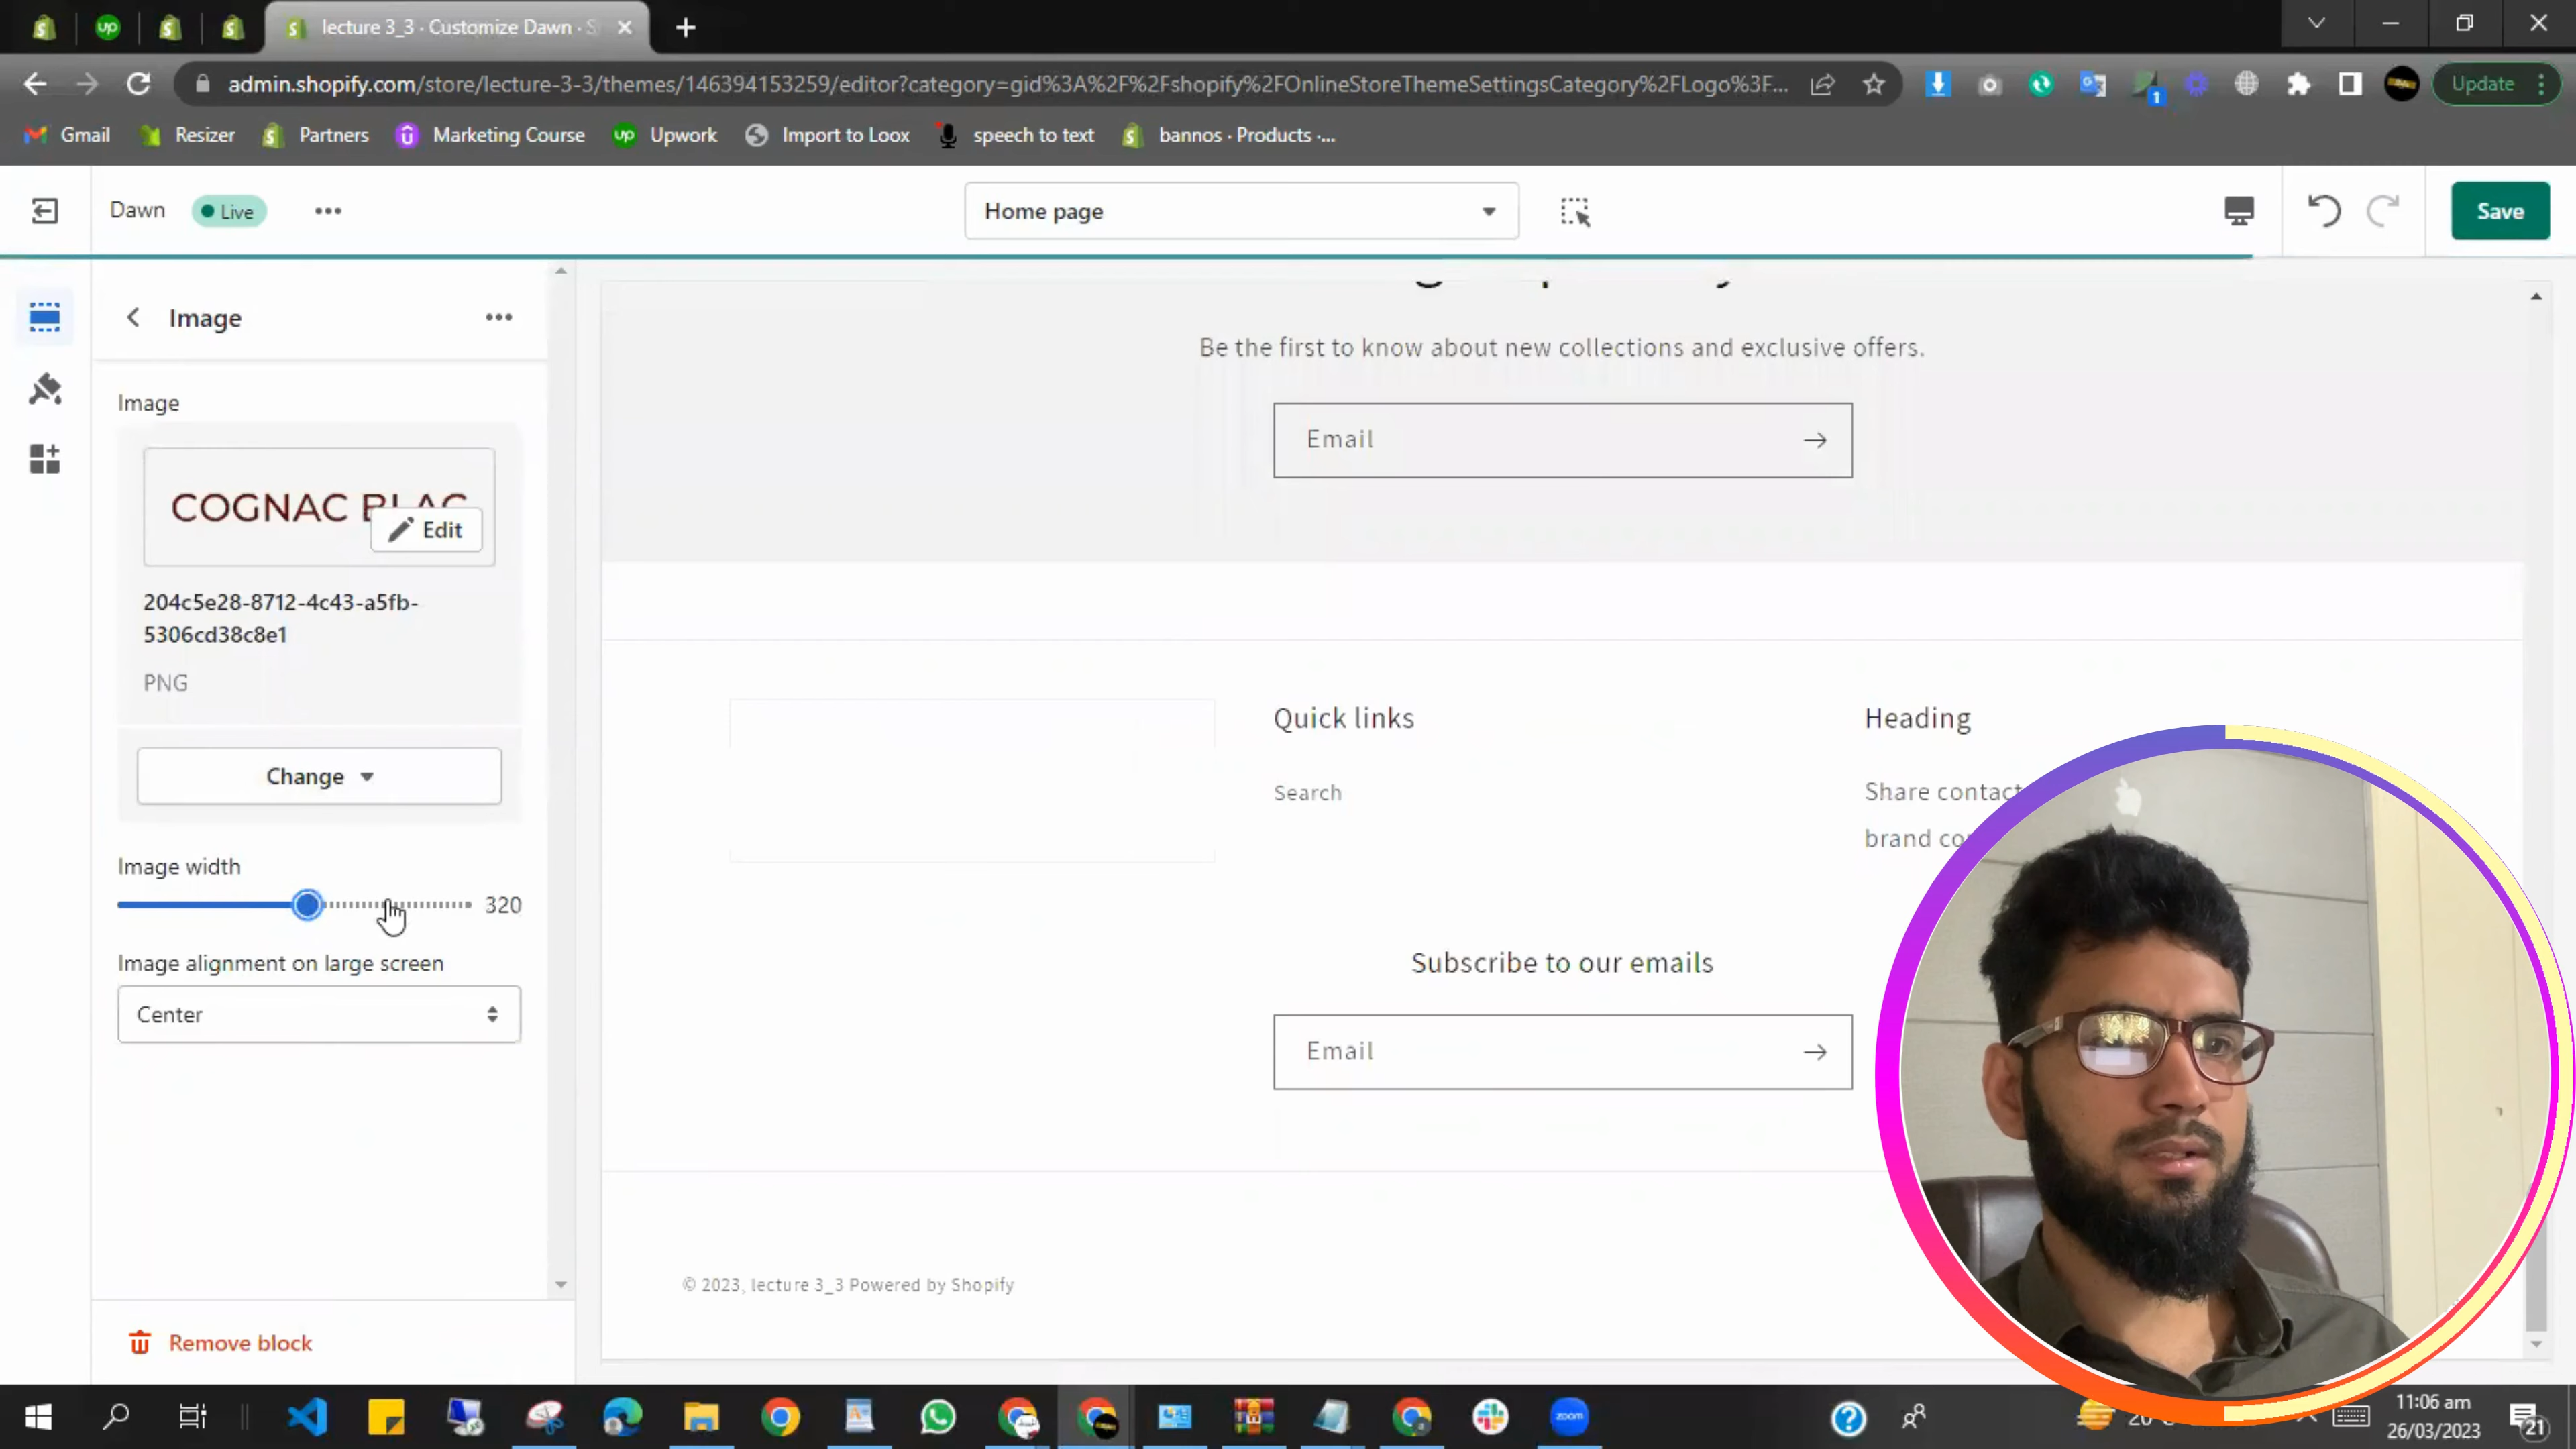 lecture 3_3 · Customize Dawn · S
admin.shopify.com/store/lecture-3-3/themes/146394153259/editor?category=gid%3A%2F%2Fshopify%2FOnlineStoreThemeSettingsCategory%2FLogo%3F...
Update
Gmail
Resizer
Partners
Marketing Course
Upwork
Import to Loox
speech to text
bannos · Products ·...
Dawn
Live
Home page
Save
Image
Image
COGNAC BLAC
Edit
204c5e28-8712-4c43-a5fb-
5306cd38c8e1
PNG
Change
Image width
320
Image alignment on large screen
Center
Remove block
Be the first to know about new collections and exclusive offers.
Email
Quick links
Search
Heading
Share contact
brand co
Subscribe to our emails
Email
© 2023, lecture 3_3 Powered by Shopify
zoom
11:06 am
26/03/2023
21